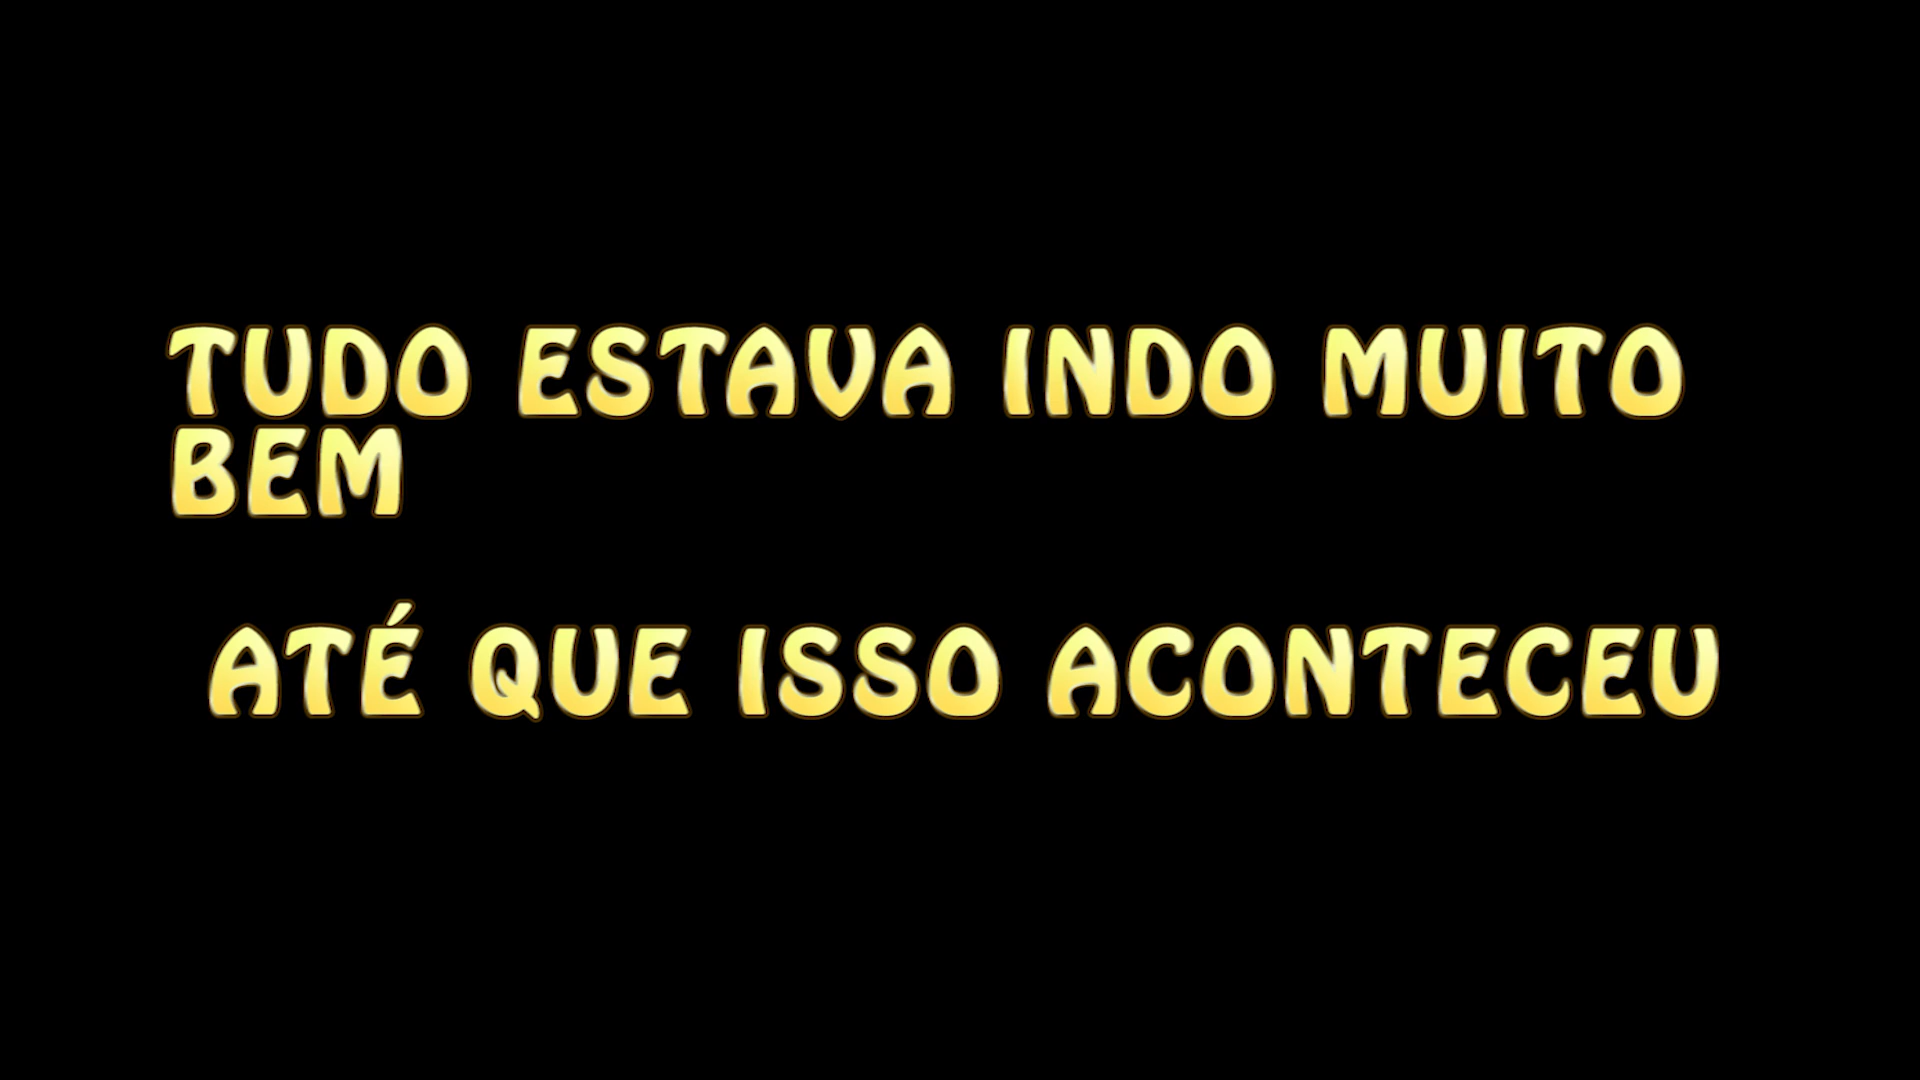 TUDO ESTAVA INDO MUITO
BEM
ATÉ QUE ISSO ACONTECEU